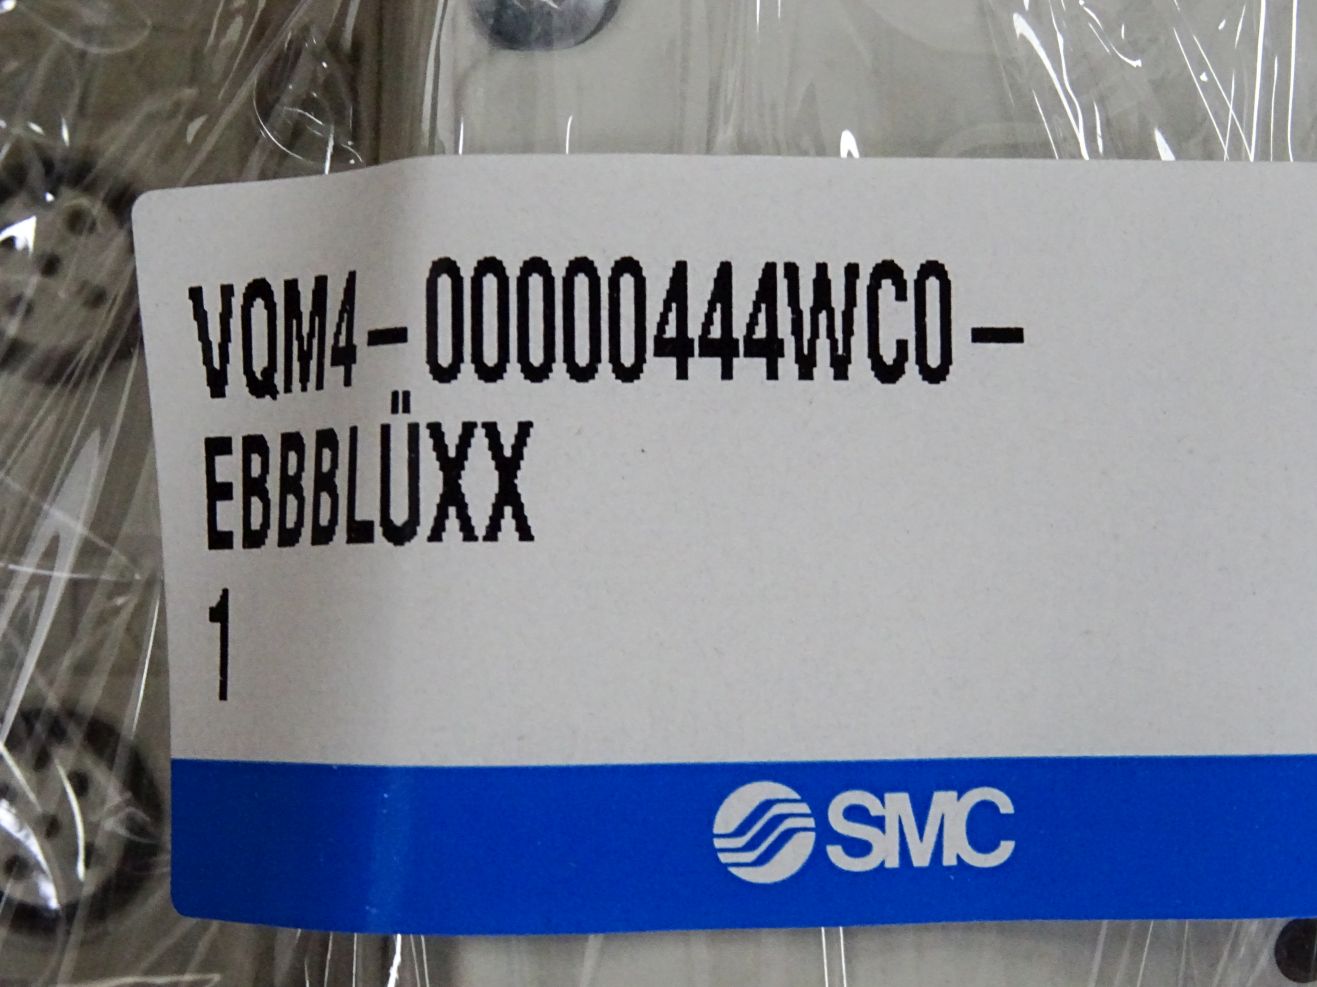 VQM4-00000444WC0-
EBBBLÜXX
1
SMC